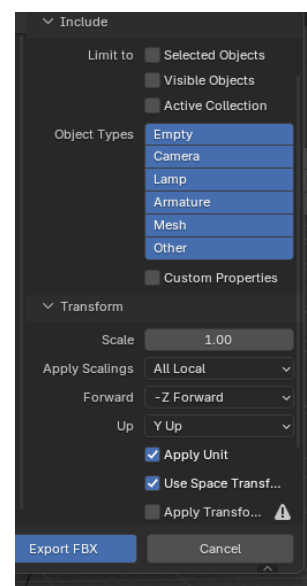 Include
Limit to Selected Objects
Visible Objects
Active Collection
Object Types Empty
Camera
Lamp
Armature
Mesh
Other
Custom Properties
Transform
Scale 1.00
Apply Scalings All Local
Forward -Z Forward
Up Y Up
Apply Unit
Use Space Transf...
Apply Transfo...
Export FBX Cancel